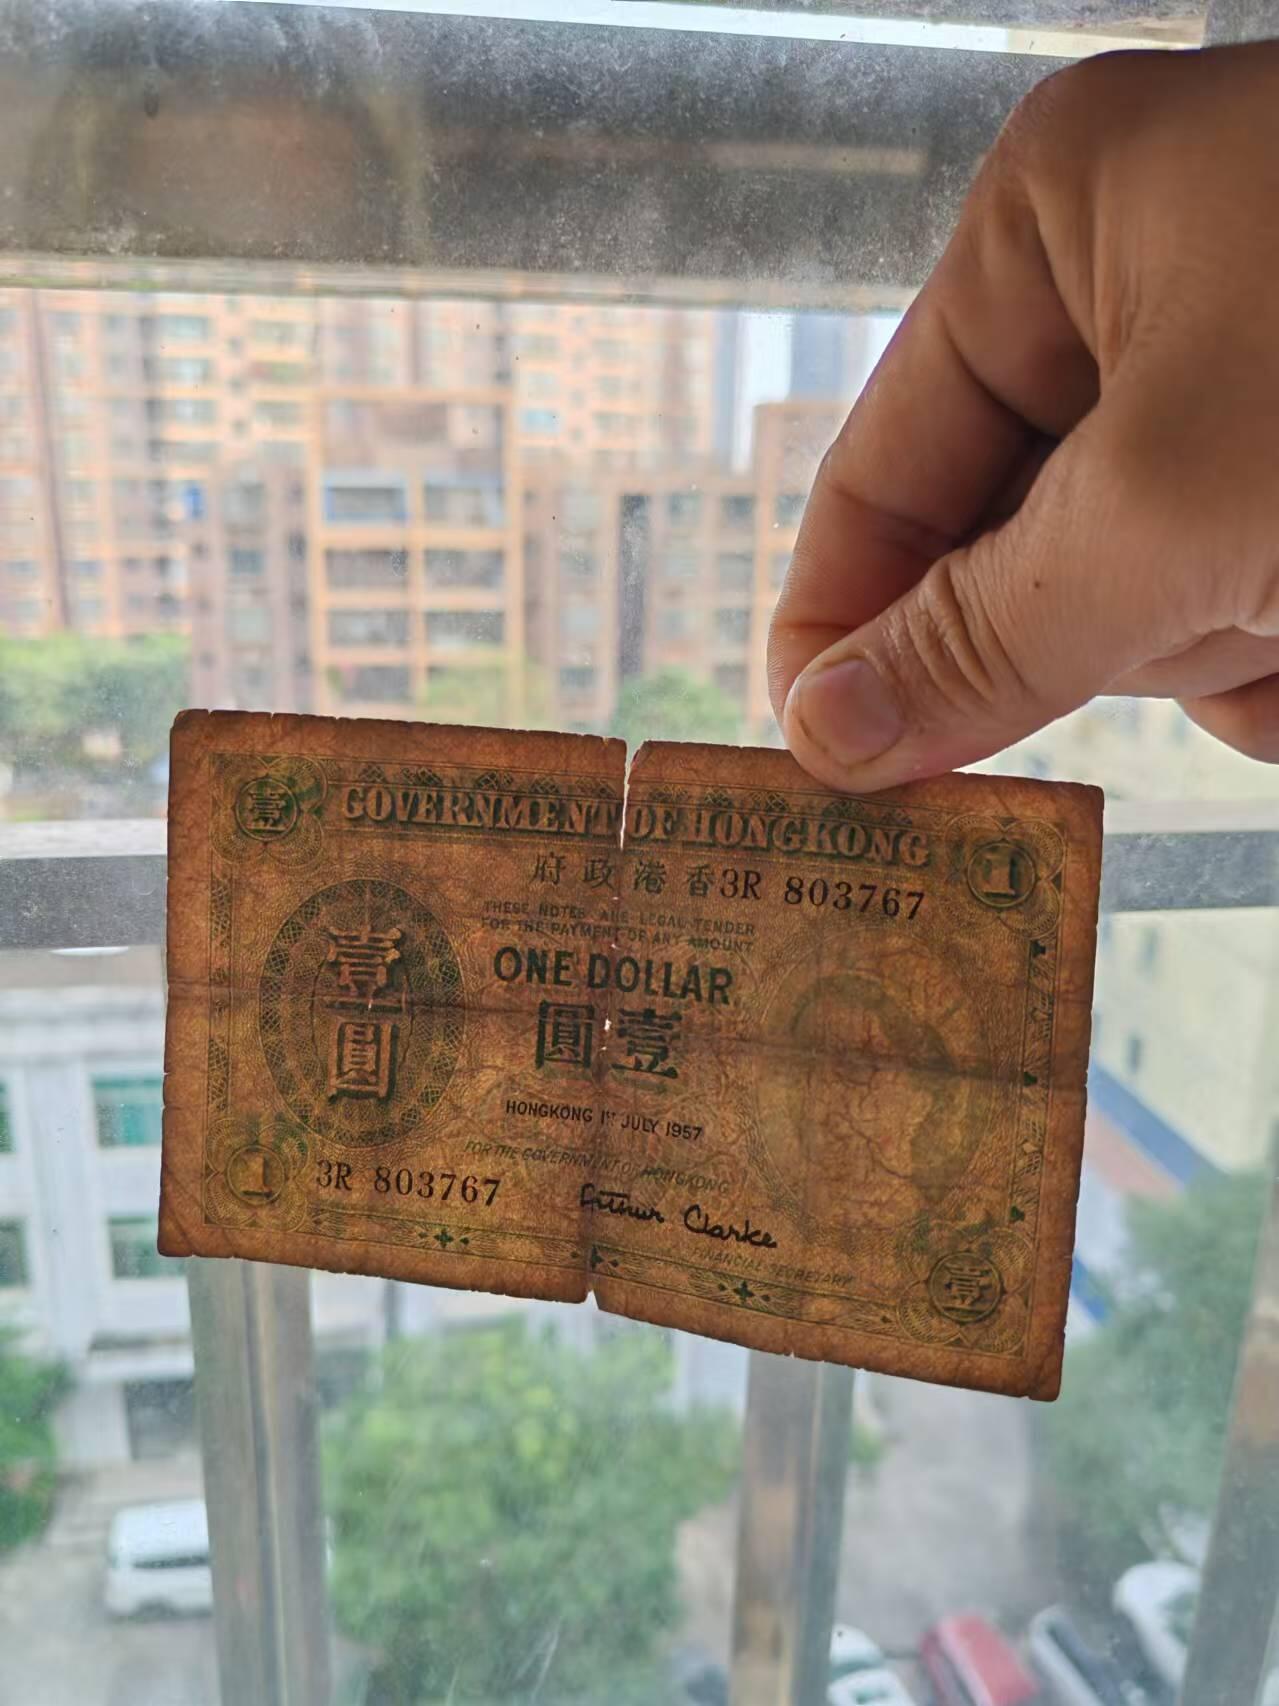 壹
GOVERNMENT OF HONGKONG
1
府政港香
3R 803767
THESE NOTES ARE LEGAL TENDER
FOR THE PAYMENT OF ANY AMOUNT
壹圓
ONE DOLLAR
圓壹
HONGKONG 1ST JULY 1957
FOR THE GOVERNMENT OF HONGKONG
1
3R 803767
Arthur Clarke
FINANCIAL SECRETARY
壹